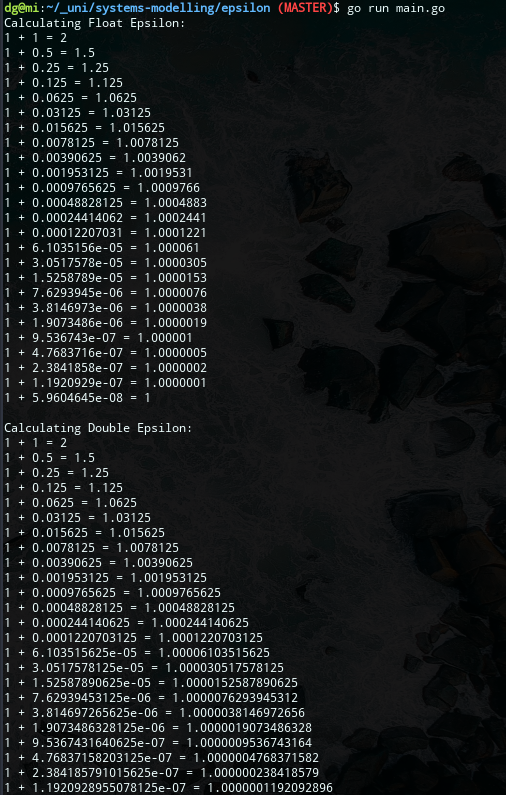 dg@mi:~/_uni/systems-modelling/epsilon (MASTER)$ go run main.go
Calculating Float Epsilon:
1 + 1 = 2
1 + 0.5 = 1.5
1 + 0.25 = 1.25
1 + 0.125 = 1.125
1 + 0.0625 = 1.0625
1 + 0.03125 = 1.03125
1 + 0.015625 = 1.015625
1 + 0.0078125 = 1.0078125
1 + 0.00390625 = 1.0039062
1 + 0.001953125 = 1.0019531
1 + 0.0009765625 = 1.0009766
1 + 0.00048828125 = 1.0004883
1 + 0.00024414062 = 1.0002441
1 + 0.00012207031 = 1.0001221
1 + 6.1035156e-05 = 1.000061
1 + 3.0517578e-05 = 1.0000305
1 + 1.5258789e-05 = 1.0000153
1 + 7.6293945e-06 = 1.0000076
1 + 3.8146973e-06 = 1.0000038
1 + 1.9073486e-06 = 1.0000019
1 + 9.536743e-07 = 1.000001
1 + 4.7683716e-07 = 1.0000005
1 + 2.3841858e-07 = 1.0000002
1 + 1.1920929e-07 = 1.0000001
1 + 5.9604645e-08 = 1
Calculating Double Epsilon:
1 + 1 = 2
1 + 0.5 = 1.5
1 + 0.25 = 1.25
1 + 0.125 = 1.125
1 + 0.0625 = 1.0625
1 + 0.03125 = 1.03125
1 + 0.015625 = 1.015625
1 + 0.0078125 = 1.0078125
1 + 0.00390625 = 1.00390625
1 + 0.001953125 = 1.001953125
1 + 0.0009765625 = 1.0009765625
1 + 0.00048828125 = 1.00048828125
1 + 0.000244140625 = 1.000244140625
1 + 0.0001220703125 = 1.0001220703125
1 + 6.103515625e-05 = 1.00006103515625
1 + 3.0517578125e-05 = 1.000030517578125
1 + 1.52587890625e-05 = 1.0000152587890625
1 + 7.62939453125e-06 = 1.0000076293945312
1 + 3.814697265625e-06 = 1.0000038146972656
1 + 1.9073486328125e-06 = 1.0000019073486328
1 + 9.5367431640625e-07 = 1.0000009536743164
1 + 4.76837158203125e-07 = 1.0000004768371582
1 + 2.384185791015625e-07 = 1.000000238418579
1 + 1.1920928955078125e-07 = 1.0000001192092896